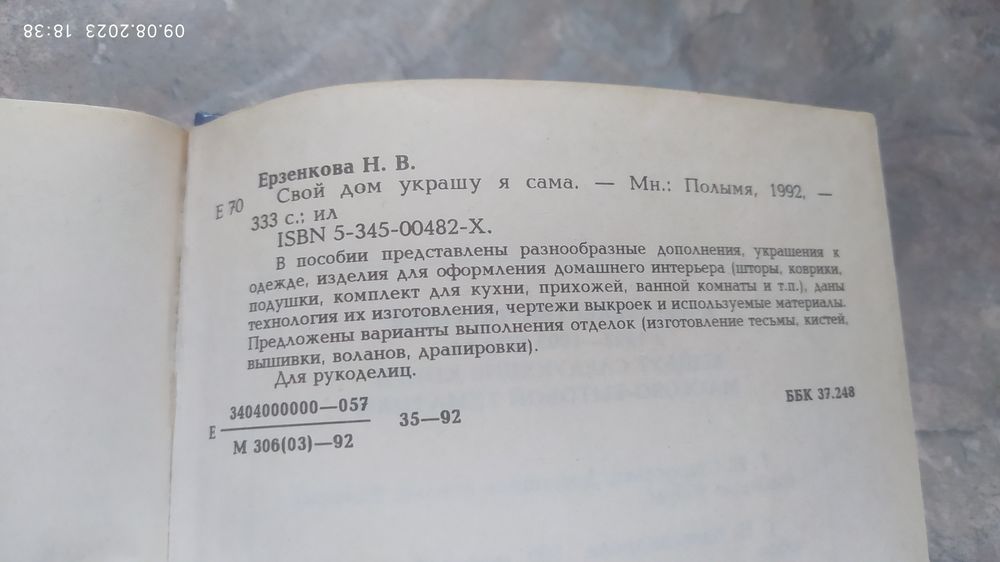 09.08.2023 18:38
Ерзенкова Н. В.
Е 70 Свой дом украшу я сама. — Мн.: Полымя, 1992, —
333 с.; ил
ISBN 5-345-00482-X.
В пособии представлены разнообразные дополнения, украшения к
одежде, изделия для оформления домашнего интерьера (шторы, коврики,
подушки, комплект для кухни, прихожей, ванной комнаты и т.п.), даны
технология их изготовления, чертежи выкроек и используемые материалы.
Предложены варианты выполнения отделок (изготовление тесьмы, кистей,
вышивки, воланов, драпировки).
Для рукоделиц.
3404000000—057
Е 35—92
М 306(03)—92
ББК 37.248